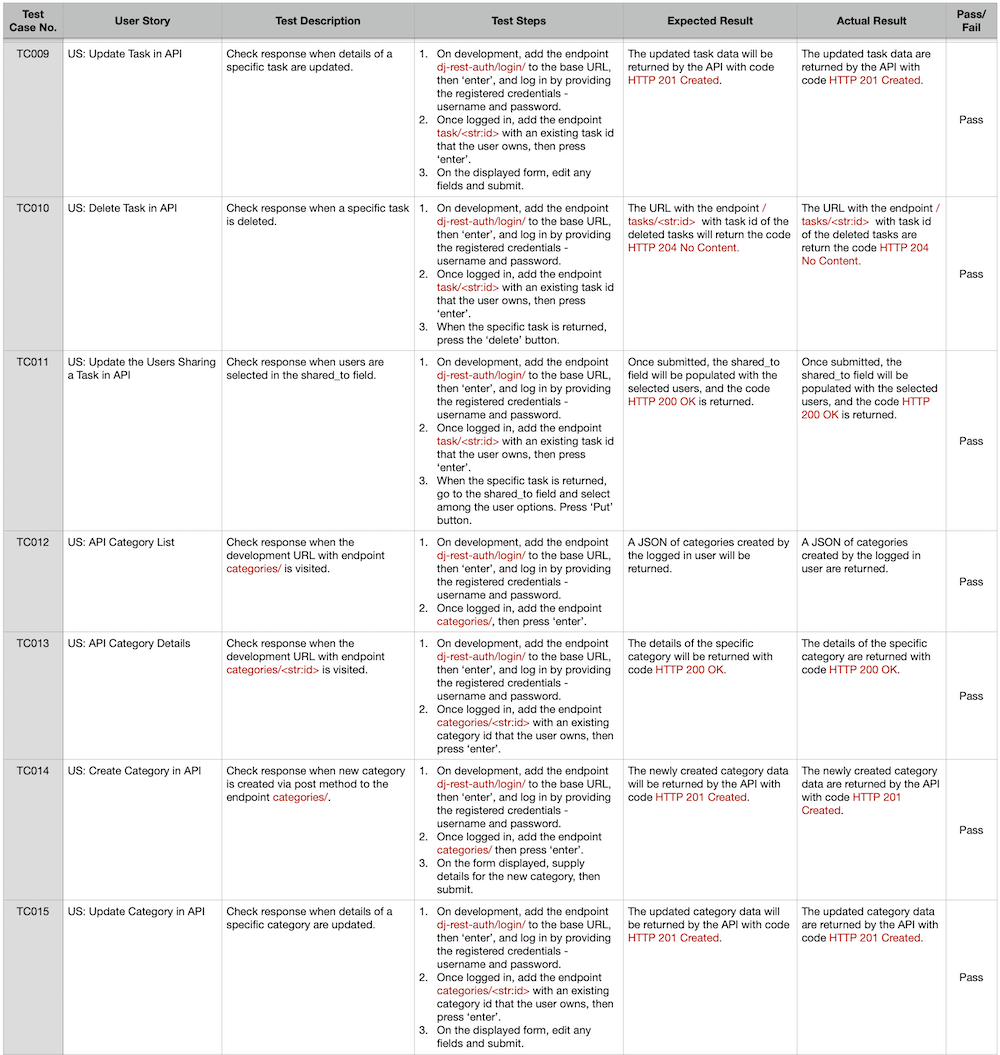 Test Case No.
User Story
Test Description
Test Steps
Expected Result
Actual Result
Pass/
Fail
TC009
US: Update Task in API
Check response when details of a
specific task are updated.
1. On development, add the endpoint
dj-rest-auth/login/ to the base URL,
then ‘enter’, and log in by providing
the registered credentials -
username and password.
2. Once logged in, add the endpoint
task/<str:id> with an existing task id
that the user owns, then press
‘enter’.
3. On the displayed form, edit any
fields and submit.
The updated task data will be
returned by the API with code
HTTP 201 Created.
The updated task data are
returned by the API with
code HTTP 201 Created.
Pass
TC010
US: Delete Task in API
Check response when a specific task
is deleted.
1. On development, add the endpoint
dj-rest-auth/login/ to the base URL,
then ‘enter’, and log in by providing
the registered credentials -
username and password.
2. Once logged in, add the endpoint
task/<str:id> with an existing task id
that the user owns, then press
‘enter’.
3. When the specific task is returned,
press the ‘delete’ button.
The URL with the endpoint /
tasks/<str:id> with task id of the
deleted tasks will return the code
HTTP 204 No Content.
The URL with the endpoint /
tasks/<str:id> with task id
of the deleted tasks are
return the code HTTP 204
No Content.
Pass
TC011
US: Update the Users Sharing
a Task in API
Check response when users are
selected in the shared_to field.
1. On development, add the endpoint
dj-rest-auth/login/ to the base URL,
then ‘enter’, and log in by providing
the registered credentials -
username and password.
2. Once logged in, add the endpoint
task/<str:id> with an existing task id
that the user owns, then press
‘enter’.
3. When the specific task is returned,
go to the shared_to field and select
among the user options. Press ‘Put’
button.
Once submitted, the shared_to
field will be populated with the
selected users, and the code
HTTP 200 OK is returned.
Once submitted, the
shared_to field will be
populated with the selected
users, and the code HTTP
200 OK is returned.
Pass
TC012
US: API Category List
Check response when the
development URL with endpoint
categories/ is visited.
1. On development, add the endpoint
dj-rest-auth/login/ to the base URL,
then ‘enter’, and log in by providing
the registered credentials -
username and password.
2. Once logged in, add the endpoint
categories/, then press ‘enter’.
A JSON of categories created by
the logged in user will be
returned.
A JSON of categories
created by the logged in
user are returned.
Pass
TC013
US: API Category Details
Check response when the
development URL with endpoint
categories/<str:id> is visited.
1. On development, add the endpoint
dj-rest-auth/login/ to the base URL,
then ‘enter’, and log in by providing
the registered credentials -
username and password.
2. Once logged in, add the endpoint
categories/<str:id> with an existing
category id that the user owns, then
press ‘enter’.
The details of the specific
category will be returned with
code HTTP 200 OK.
The details of the specific
category are returned with
code HTTP 200 OK.
Pass
TC014
US: Create Category in API
Check response when new category
is created via post method to the
endpoint categories/.
1. On development, add the endpoint
dj-rest-auth/login/ to the base URL,
then ‘enter’, and log in by providing
the registered credentials -
username and password.
2. Once logged in, add the endpoint
categories/ then press ‘enter’.
3. On the form displayed, supply
details for the new category, then
submit.
The newly created category data
will be returned by the API with
code HTTP 201 Created.
The newly created category
data are returned by the API
with code HTTP 201
Created.
Pass
TC015
US: Update Category in API
Check response when details of a
specific category are updated.
1. On development, add the endpoint
dj-rest-auth/login/ to the base URL,
then ‘enter’, and log in by providing
the registered credentials -
username and password.
2. Once logged in, add the endpoint
categories/<str:id> with an existing
category id that the user owns, then
press ‘enter’.
3. On the displayed form, edit any
fields and submit.
The updated category data will
be returned by the API with code
HTTP 201 Created.
The updated category data
are returned by the API with
code HTTP 201 Created.
Pass